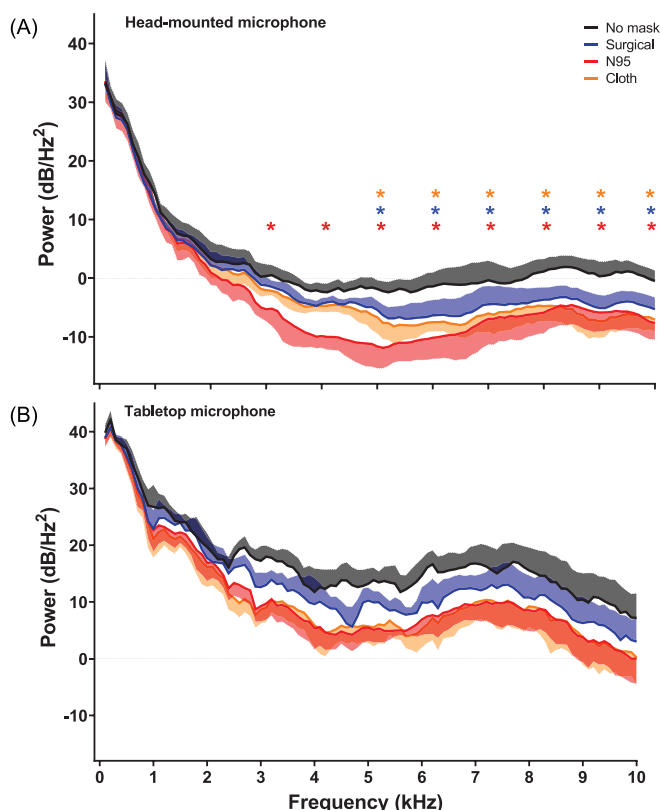 (A) Head-mounted microphone
No mask
Surgical
N95
Cloth
Power (dB/Hz²)
40
30
20
10
0
-10
* * * * * *
* * * * * *
* * * * * * * *
(B) Tabletop microphone
Power (dB/Hz²)
40
30
20
10
0
-10
0 1 2 3 4 5 6 7 8 9 10
Frequency (kHz)